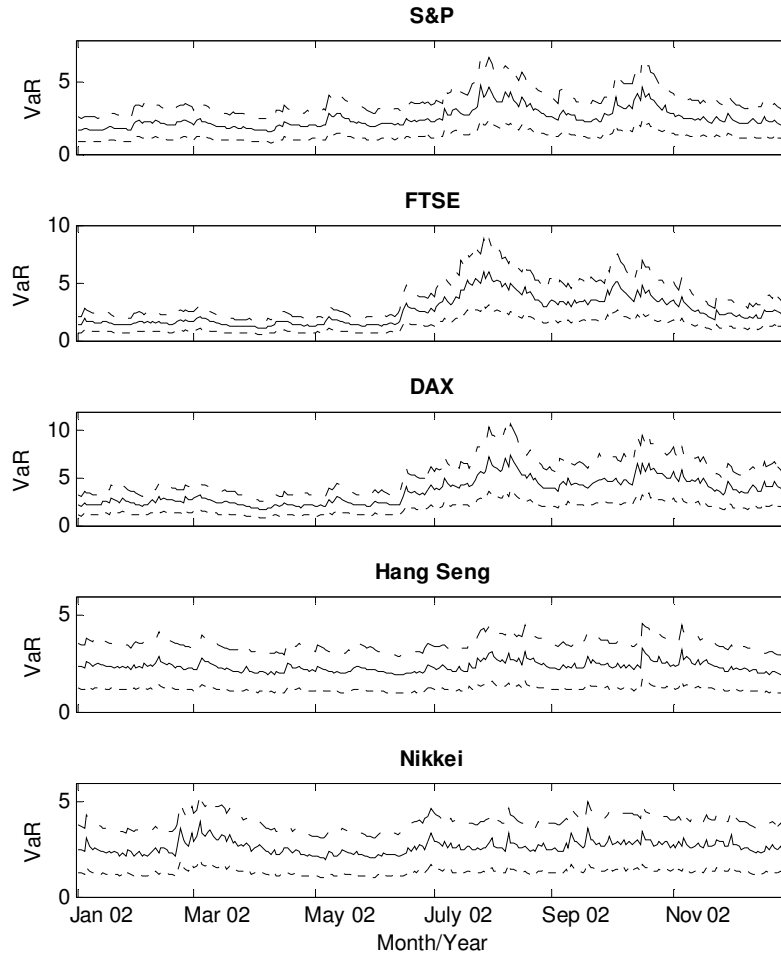 S&P
VaR
5
0
FTSE
VaR
10
5
0
DAX
VaR
10
5
0
Hang Seng
VaR
5
0
Nikkei
VaR
5
0
Jan 02 Mar 02 May 02 July 02 Sep 02 Nov 02
Month/Year